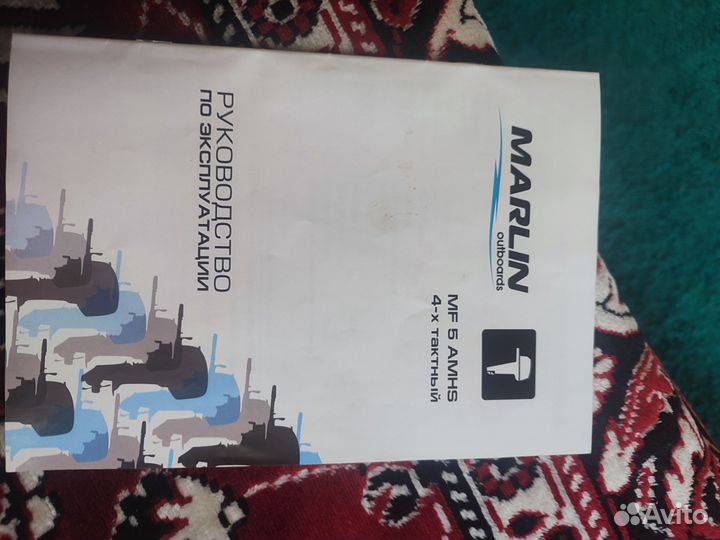 MARLIN
outboards
MF 5 AMHS
4-х тактный
РУКОВОДСТВО
ПО ЭКСПЛУАТАЦИИ
Avito